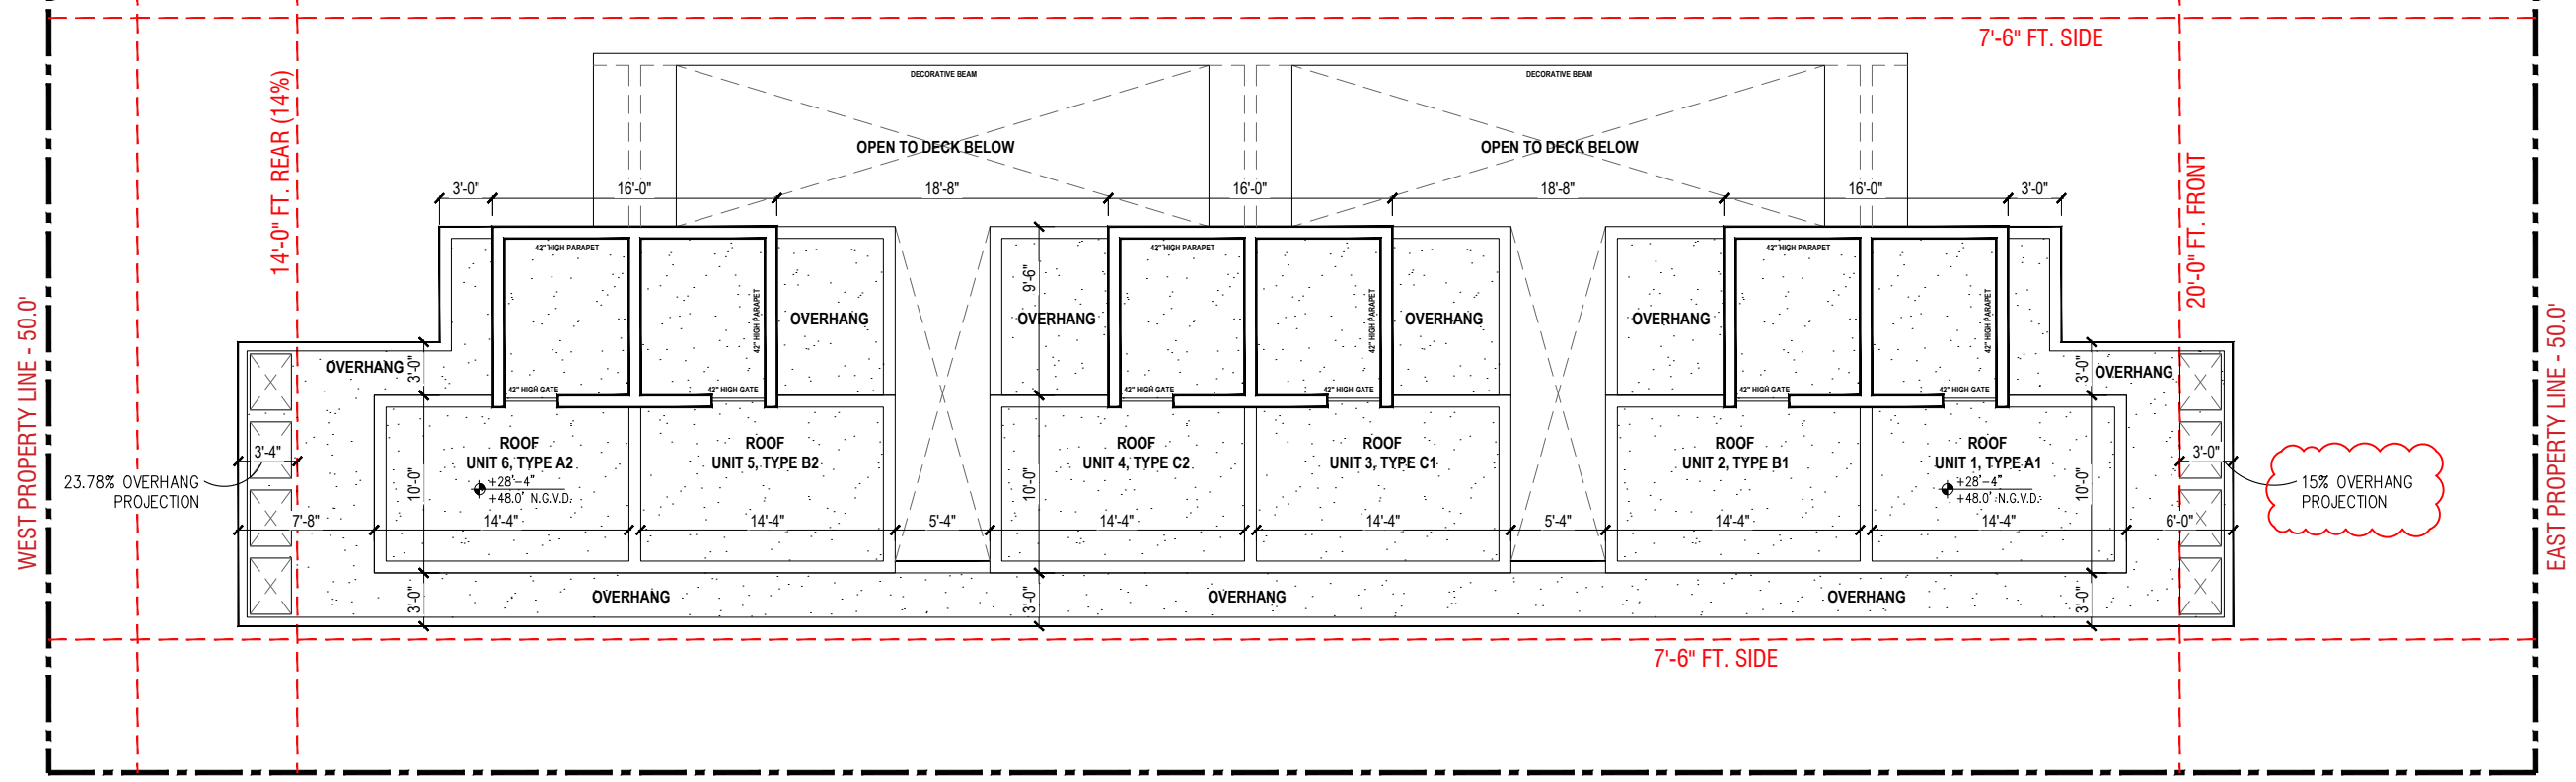 7'-6" FT. SIDE
DECORATIVE BEAM
DECORATIVE BEAM
14'-0" FT. REAR (14%)
OPEN TO DECK BELOW
OPEN TO DECK BELOW
20'-0" FT. FRONT
3'-0"
16'-0"
18'-8"
16'-0"
18'-8"
16'-0"
3'-0"
42" HIGH PARAPET
42" HIGH PARAPET
42" HIGH PARAPET
9'-6"
42" HIGH PARAPET
42" HIGH PARAPET
42" HIGH PARAPET
WEST PROPERTY LINE - 50.0'
EAST PROPERTY LINE - 50.0'
OVERHANG
OVERHANG
OVERHANG
OVERHANG
OVERHANG
3'-0"
3'-0"
OVERHANG
42" HIGH GATE
42" HIGH GATE
42" HIGH GATE
42" HIGH GATE
42" HIGH GATE
42" HIGH GATE
ROOF
UNIT 6, TYPE A2
+28'-4"
+48.0' N.G.V.D.
ROOF
UNIT 5, TYPE B2
ROOF
UNIT 4, TYPE C2
ROOF
UNIT 3, TYPE C1
ROOF
UNIT 2, TYPE B1
ROOF
UNIT 1, TYPE A1
+28'-4"
+48.0' N.G.V.D.
3'-4"
3'-0"
23.78% OVERHANG
PROJECTION
15% OVERHANG
PROJECTION
10'-0"
10'-0"
10'-0"
7'-8"
14'-4"
14'-4"
5'-4"
14'-4"
14'-4"
5'-4"
14'-4"
14'-4"
6'-0"
3'-0"
OVERHANG
3'-0"
OVERHANG
OVERHANG
3'-0"
7'-6" FT. SIDE